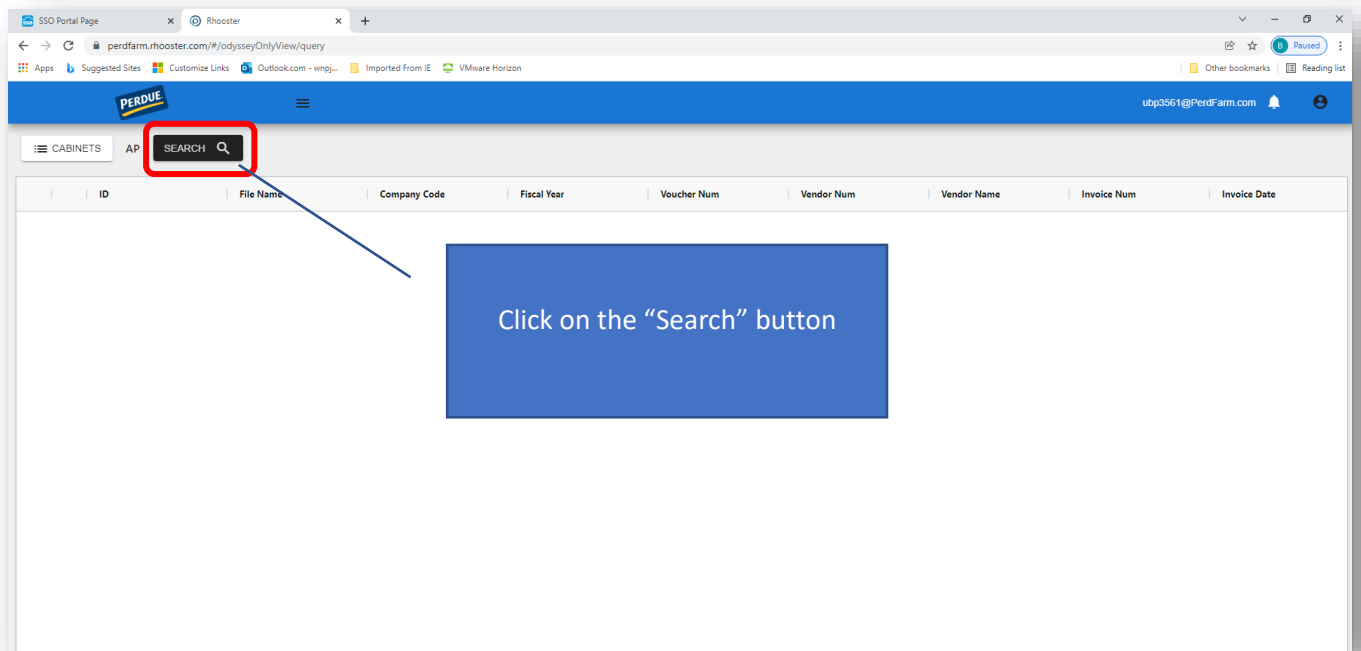 SSO Portal Page
Rhooster
perdfarm.rhooster.com/#/odysseyOnlyView/query
B Paused
Apps Suggested Sites Customize Links Outlook.com - wnpj... Imported From IE VMware Horizon Other bookmarks Reading list
PERDUE ubp3561@PerdFarm.com
CABINETS AP SEARCH
ID File Name Company Code Fiscal Year Voucher Num Vendor Num Vendor Name Invoice Num Invoice Date
Click on the “Search” button